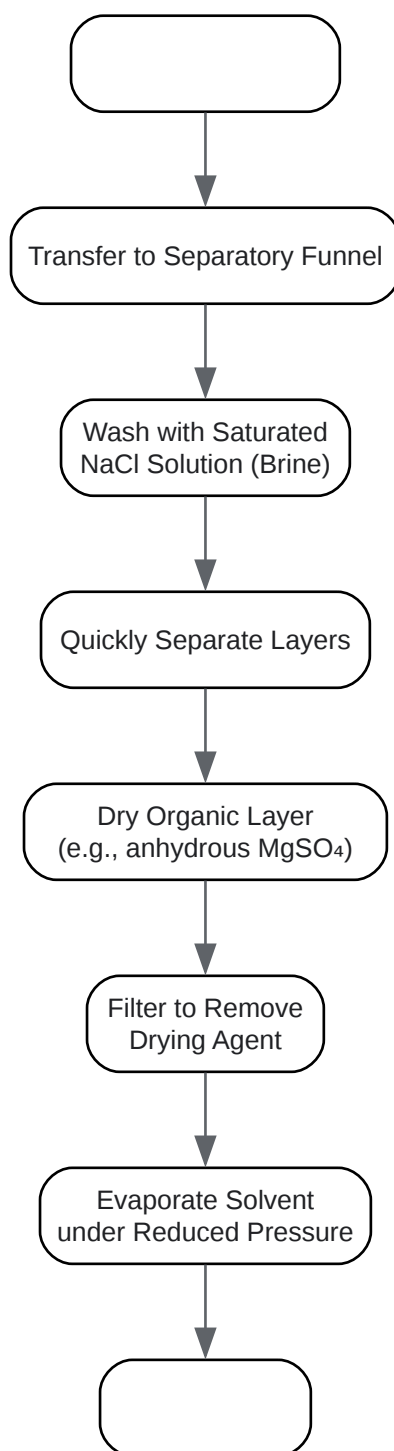 Transfer to Separatory Funnel
Wash with Saturated
NaCl Solution (Brine)
Quickly Separate Layers
Dry Organic Layer
(e.g., anhydrous MgSO₄)
Filter to Remove
Drying Agent
Evaporate Solvent
under Reduced Pressure